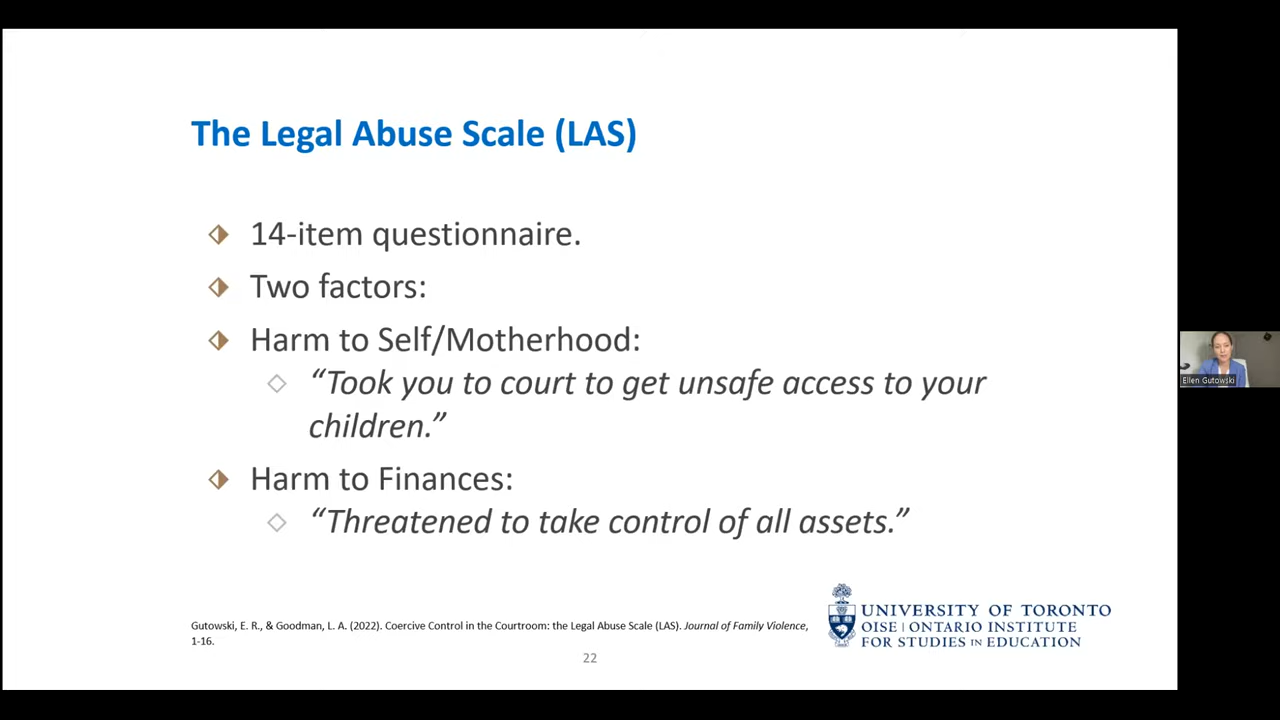 The Legal Abuse Scale (LAS)
14-item questionnaire.
Two factors:
Harm to Self/Motherhood:
“Took you to court to get unsafe access to your
children.”
Harm to Finances:
“Threatened to take control of all assets.”
Gutowski, E. R., & Goodman, L. A. (2022). Coercive Control in the Courtroom: the Legal Abuse Scale (LAS). Journal of Family Violence,
1-16.
22
UNIVERSITY OF TORONTO
OISE | ONTARIO INSTITUTE
FOR STUDIES IN EDUCATION
Ellen Gutowski